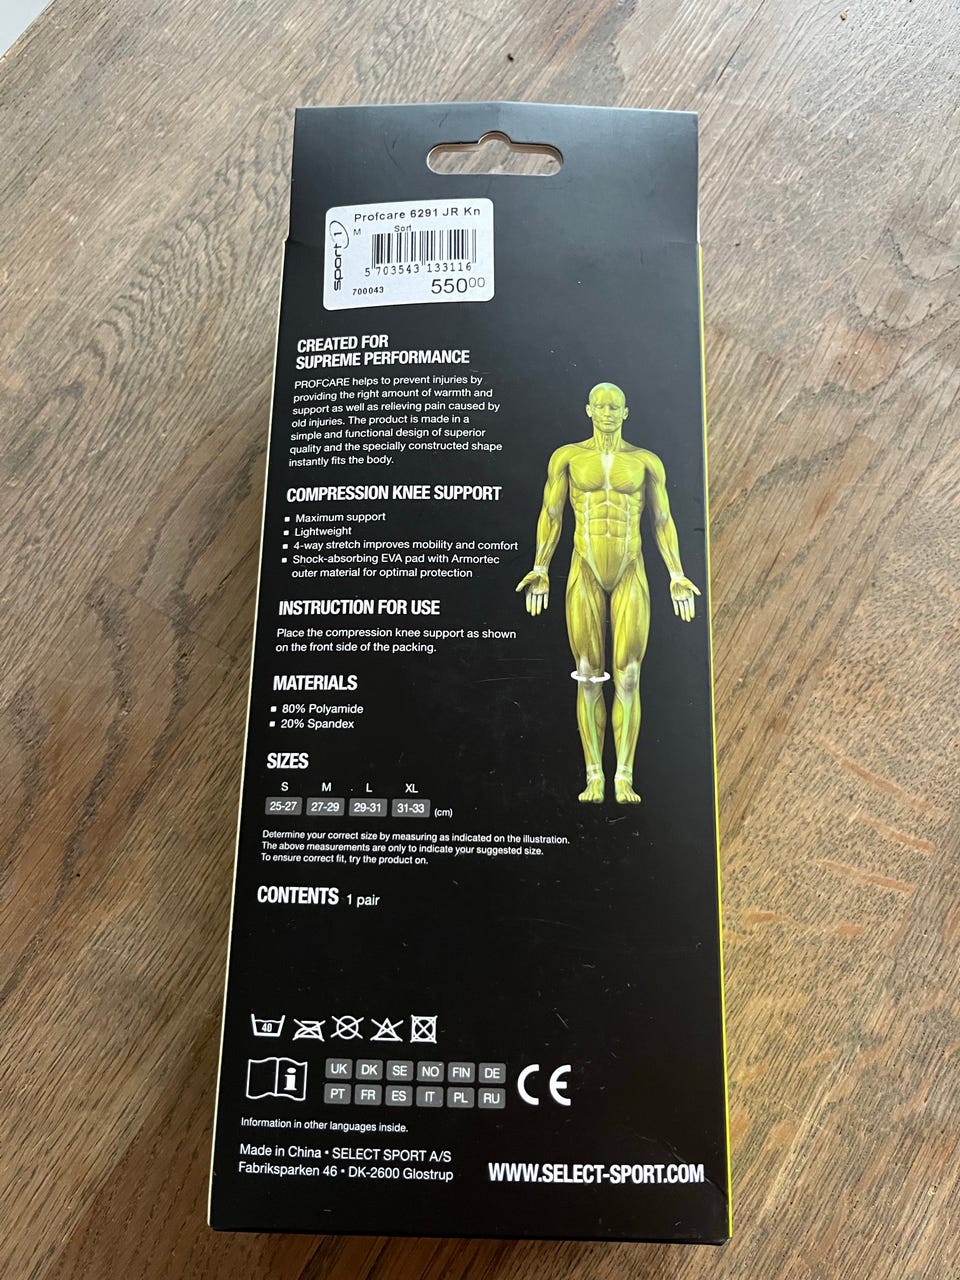 Profcare 6291 JR Kn
M Sort
sport1
5 703543 133116
700043 550⁰⁰
CREATED FOR
SUPREME PERFORMANCE
PROFCARE helps to prevent injuries by
providing the right amount of warmth and
support as well as relieving pain caused by
old injuries. The product is made in a
simple and functional design of superior
quality and the specially constructed shape
instantly fits the body.
COMPRESSION KNEE SUPPORT
▪ Maximum support
▪ Lightweight
▪ 4-way stretch improves mobility and comfort
▪ Shock-absorbing EVA pad with Armortec
outer material for optimal protection
INSTRUCTION FOR USE
Place the compression knee support as shown
on the front side of the packing.
MATERIALS
▪ 80% Polyamide
▪ 20% Spandex
SIZES
S M L XL
25-27 27-29 29-31 31-33 (cm)
Determine your correct size by measuring as indicated on the illustration.
The above measurements are only to indicate your suggested size.
To ensure correct fit, try the product on.
CONTENTS 1 pair
40
i UK DK SE NO FIN DE CE
PT FR ES IT PL RU
Information in other languages inside.
Made in China • SELECT SPORT A/S
Fabriksparken 46 • DK-2600 Glostrup
WWW.SELECT-SPORT.COM